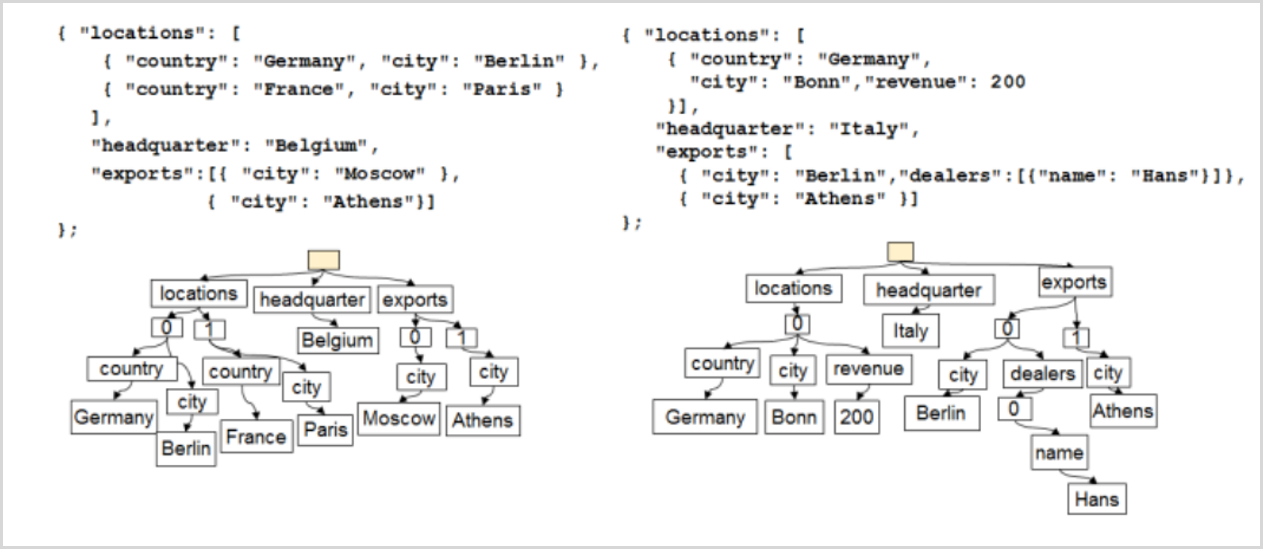 { "locations": [
{ "country": "Germany", "city": "Berlin" },
{ "country": "France", "city": "Paris" }
],
"headquarter": "Belgium",
"exports":[{ "city": "Moscow" },
{ "city": "Athens"}]
};
locations
headquarter
exports
0
1
0
1
Belgium
country
country
city
city
city
city
Germany
Berlin
France
Paris
Moscow
Athens
{ "locations": [
{ "country": "Germany",
"city": "Bonn","revenue": 200
}],
"headquarter": "Italy",
"exports": [
{ "city": "Berlin","dealers":[{"name": "Hans"}]},
{ "city": "Athens" }]
};
locations
headquarter
exports
0
Italy
0
1
country
city
revenue
city
dealers
city
Germany
Bonn
200
Berlin
0
Athens
name
Hans